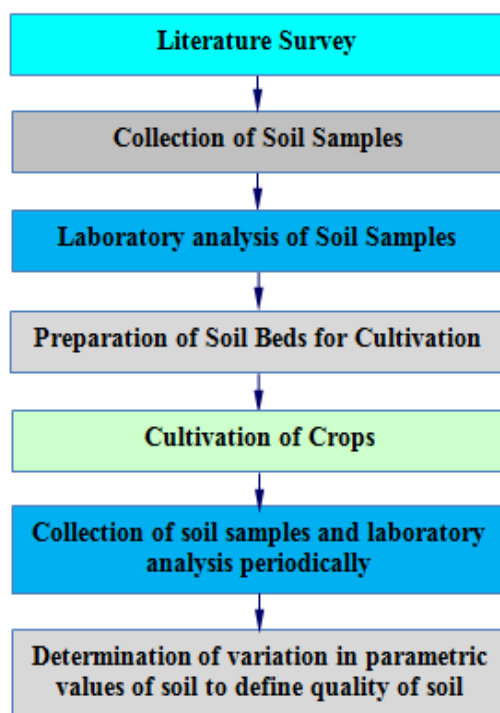 Literature Survey
Collection of Soil Samples
Laboratory analysis of Soil Samples
Preparation of Soil Beds for Cultivation
Cultivation of Crops
Collection of soil samples and laboratory
analysis periodically
Determination of variation in parametric
values of soil to define quality of soil